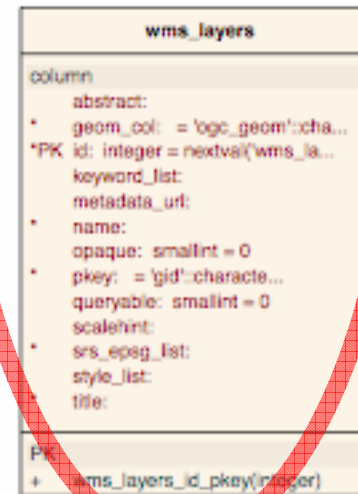 wms_layers
column
abstract:
* geom_col: = 'ogc_geom'::cha...
*PK id: integer = nextval('wms_la...
keyword_list:
metadata_url:
* name:
opaque: smallint = 0
* pkey: = 'gid'::characte...
queryable: smallint = 0
scalehint:
* srs_epsg_list:
style_list:
* title:
PK
+ wms_layers_id_pkey(integer)